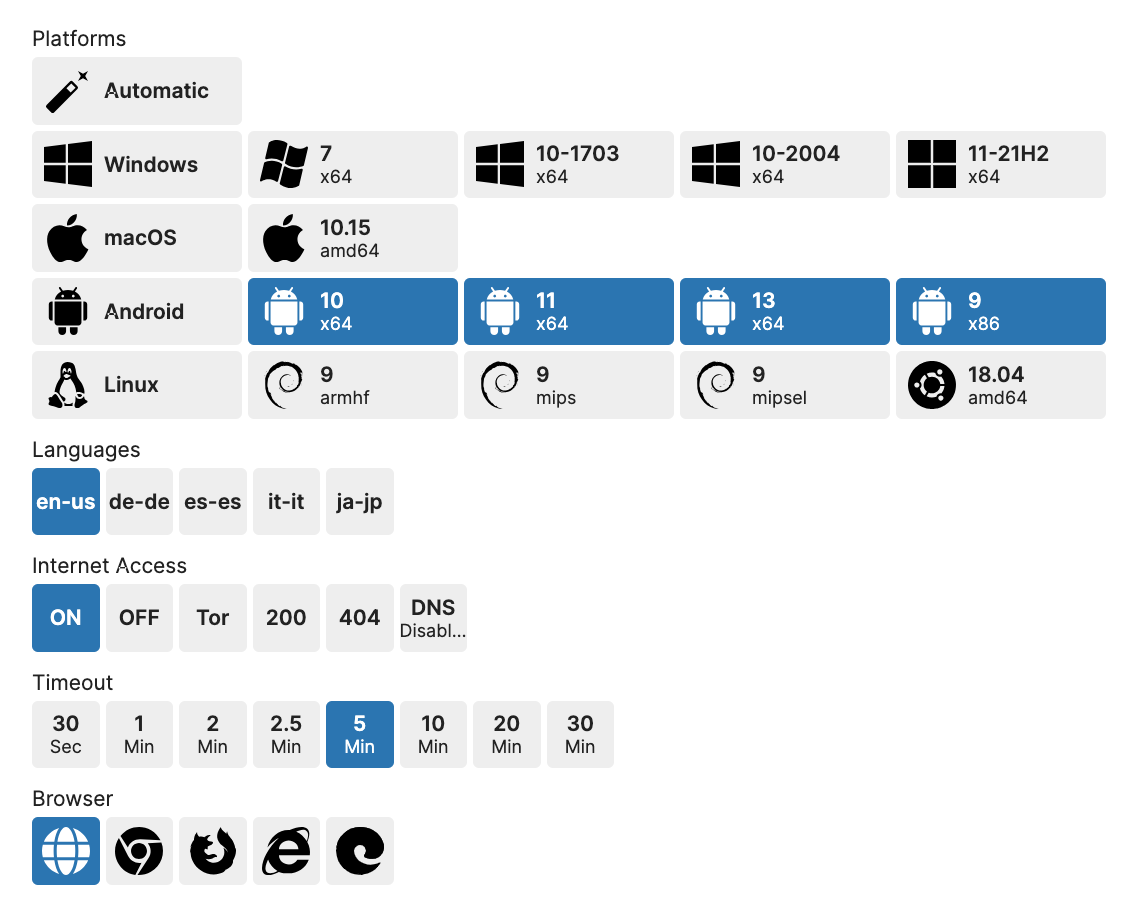 Platforms
Automatic
Windows
7
x64
10-1703
x64
10-2004
x64
11-21H2
x64
macOS
10.15
amd64
Android
10
x64
11
x64
13
x64
9
x86
Linux
9
armhf
9
mips
9
mipsel
18.04
amd64
Languages
en-us
de-de
es-es
it-it
ja-jp
Internet Access
ON
OFF
Tor
200
404
DNS
Disabl...
Timeout
30
Sec
1
Min
2
Min
2.5
Min
5
Min
10
Min
20
Min
30
Min
Browser